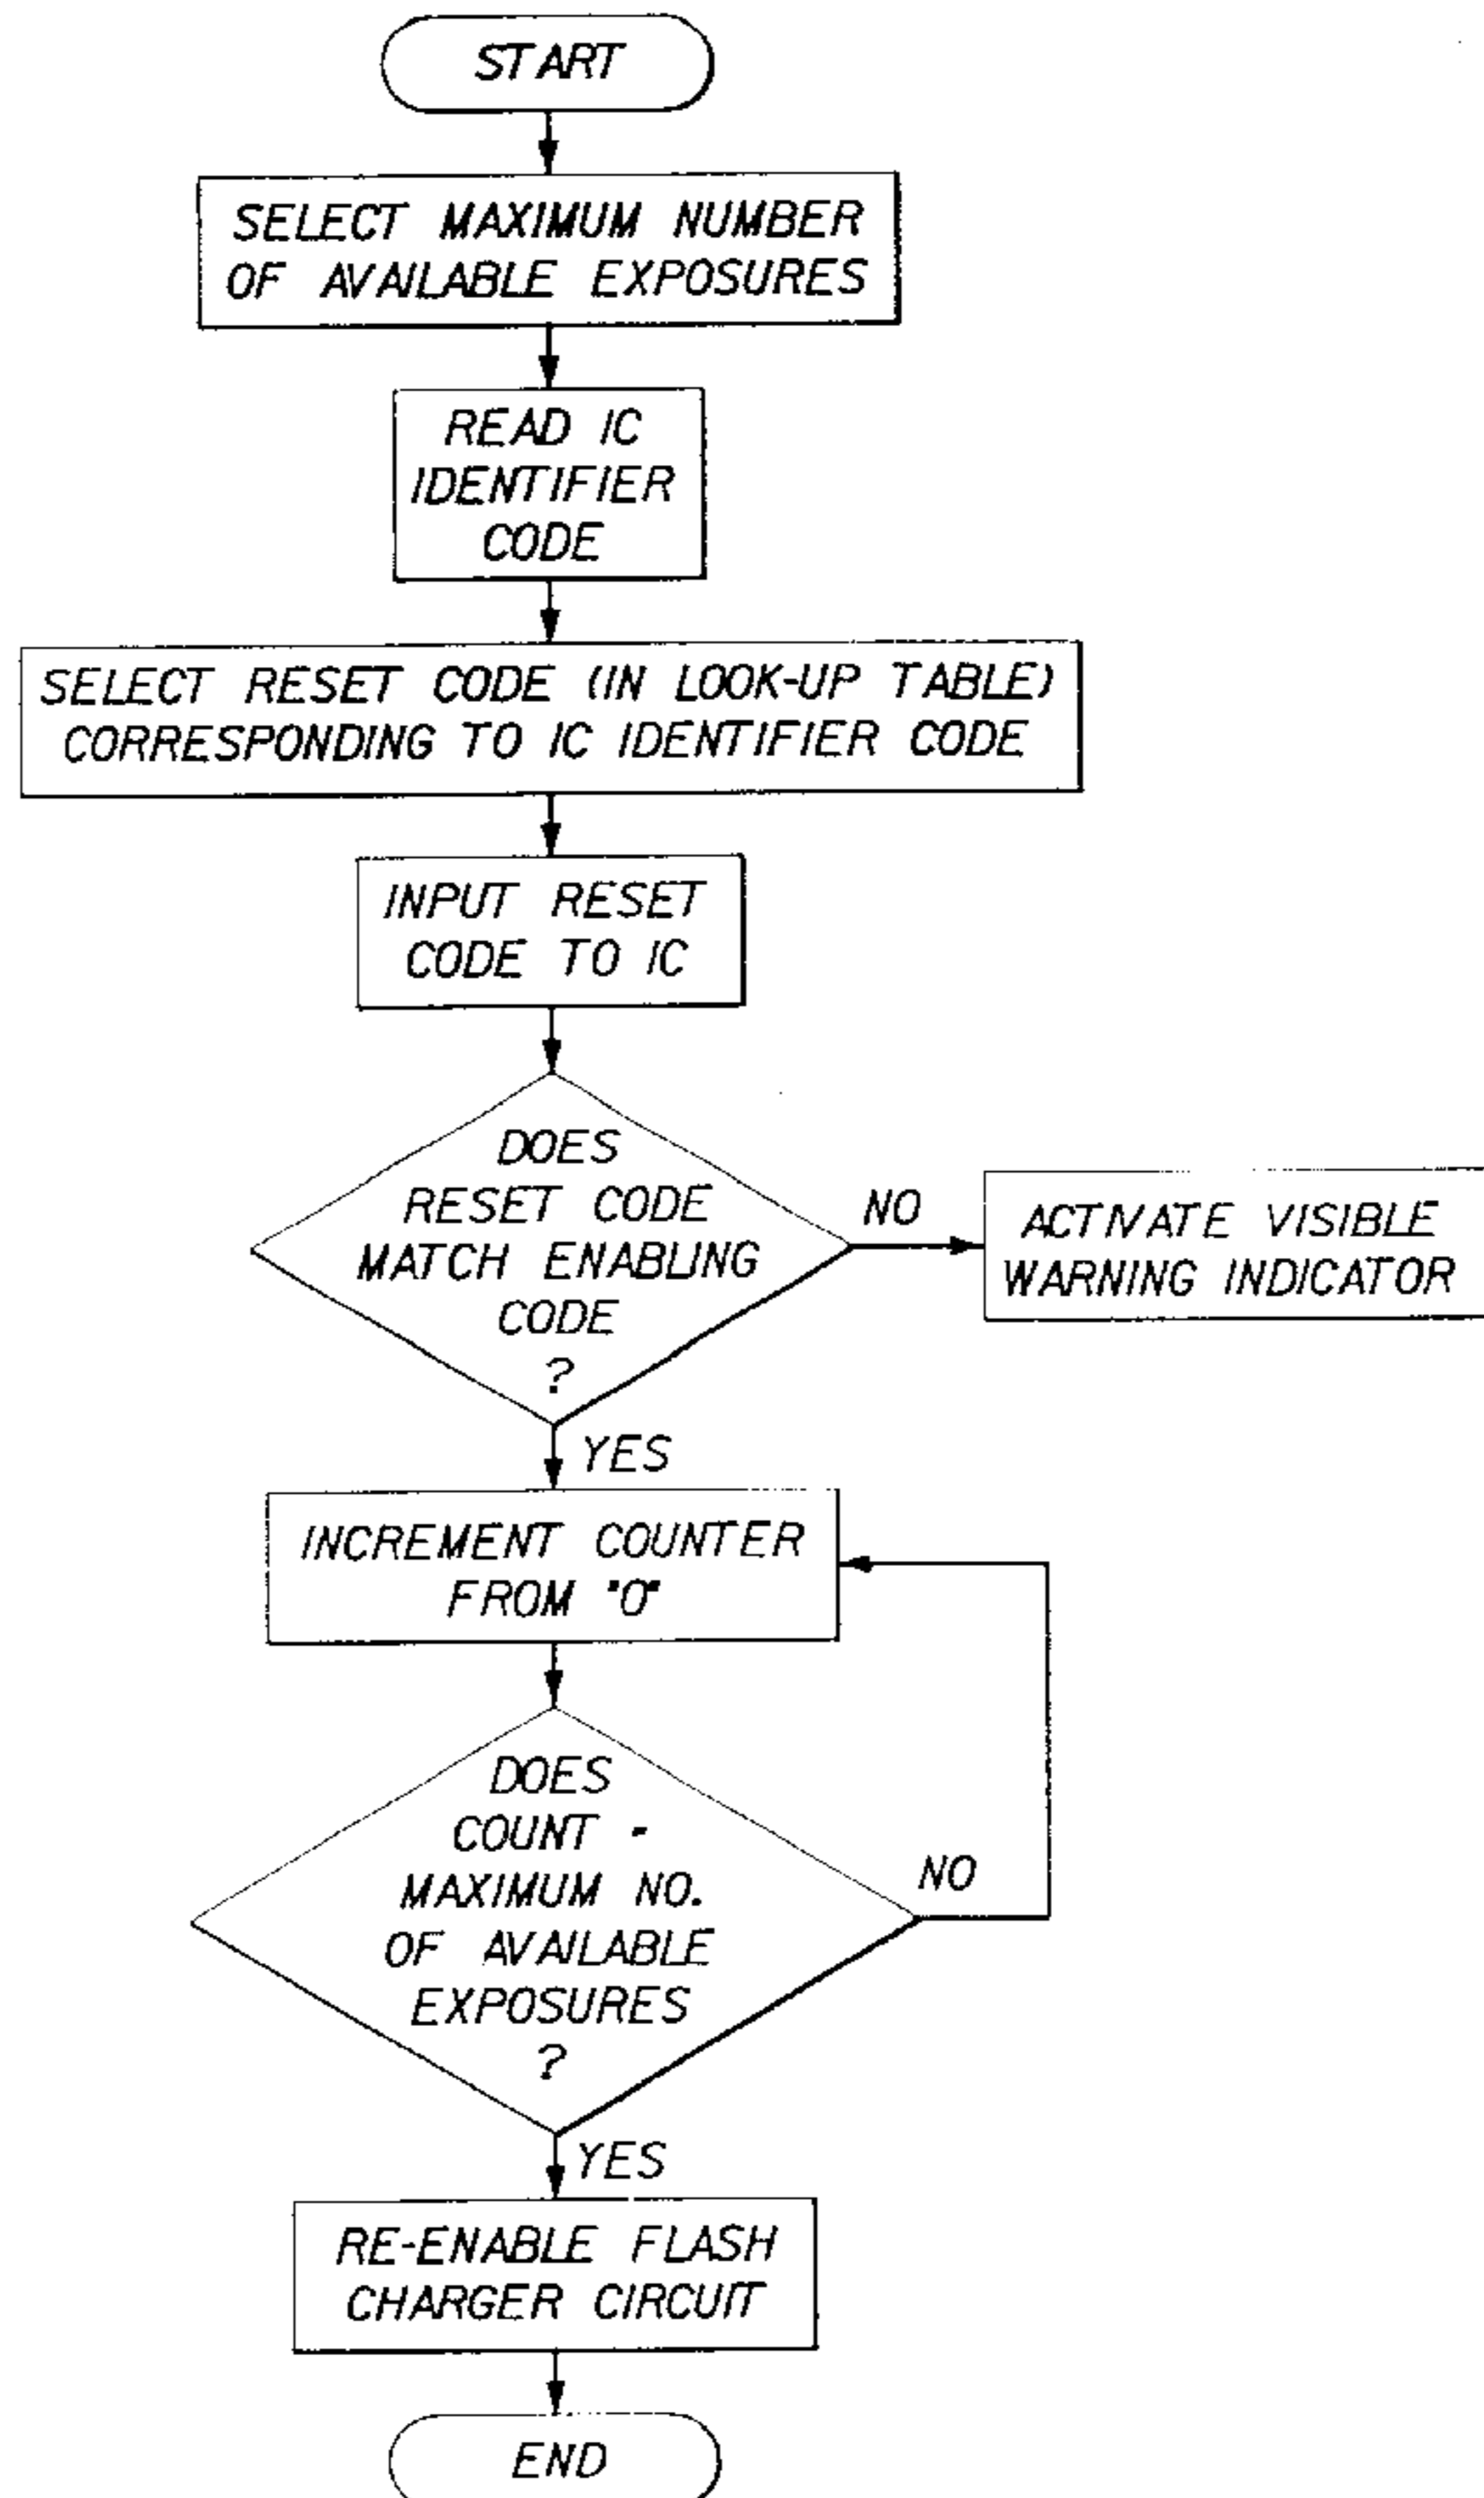 START
SELECT MAXIMUM NUMBER
OF AVAILABLE EXPOSURES
READ IC
IDENTIFIER
CODE
SELECT RESET CODE (IN LOOK-UP TABLE)
CORRESPONDING TO IC IDENTIFIER CODE
INPUT RESET
CODE TO IC
DOES
RESET CODE
MATCH ENABLING
CODE
?
NO
ACTIVATE VISIBLE
WARNING INDICATOR
YES
INCREMENT COUNTER
FROM "0"
DOES
COUNT =
MAXIMUM NO.
OF AVAILABLE
EXPOSURES
?
NO
YES
RE-ENABLE FLASH
CHARGER CIRCUIT
END